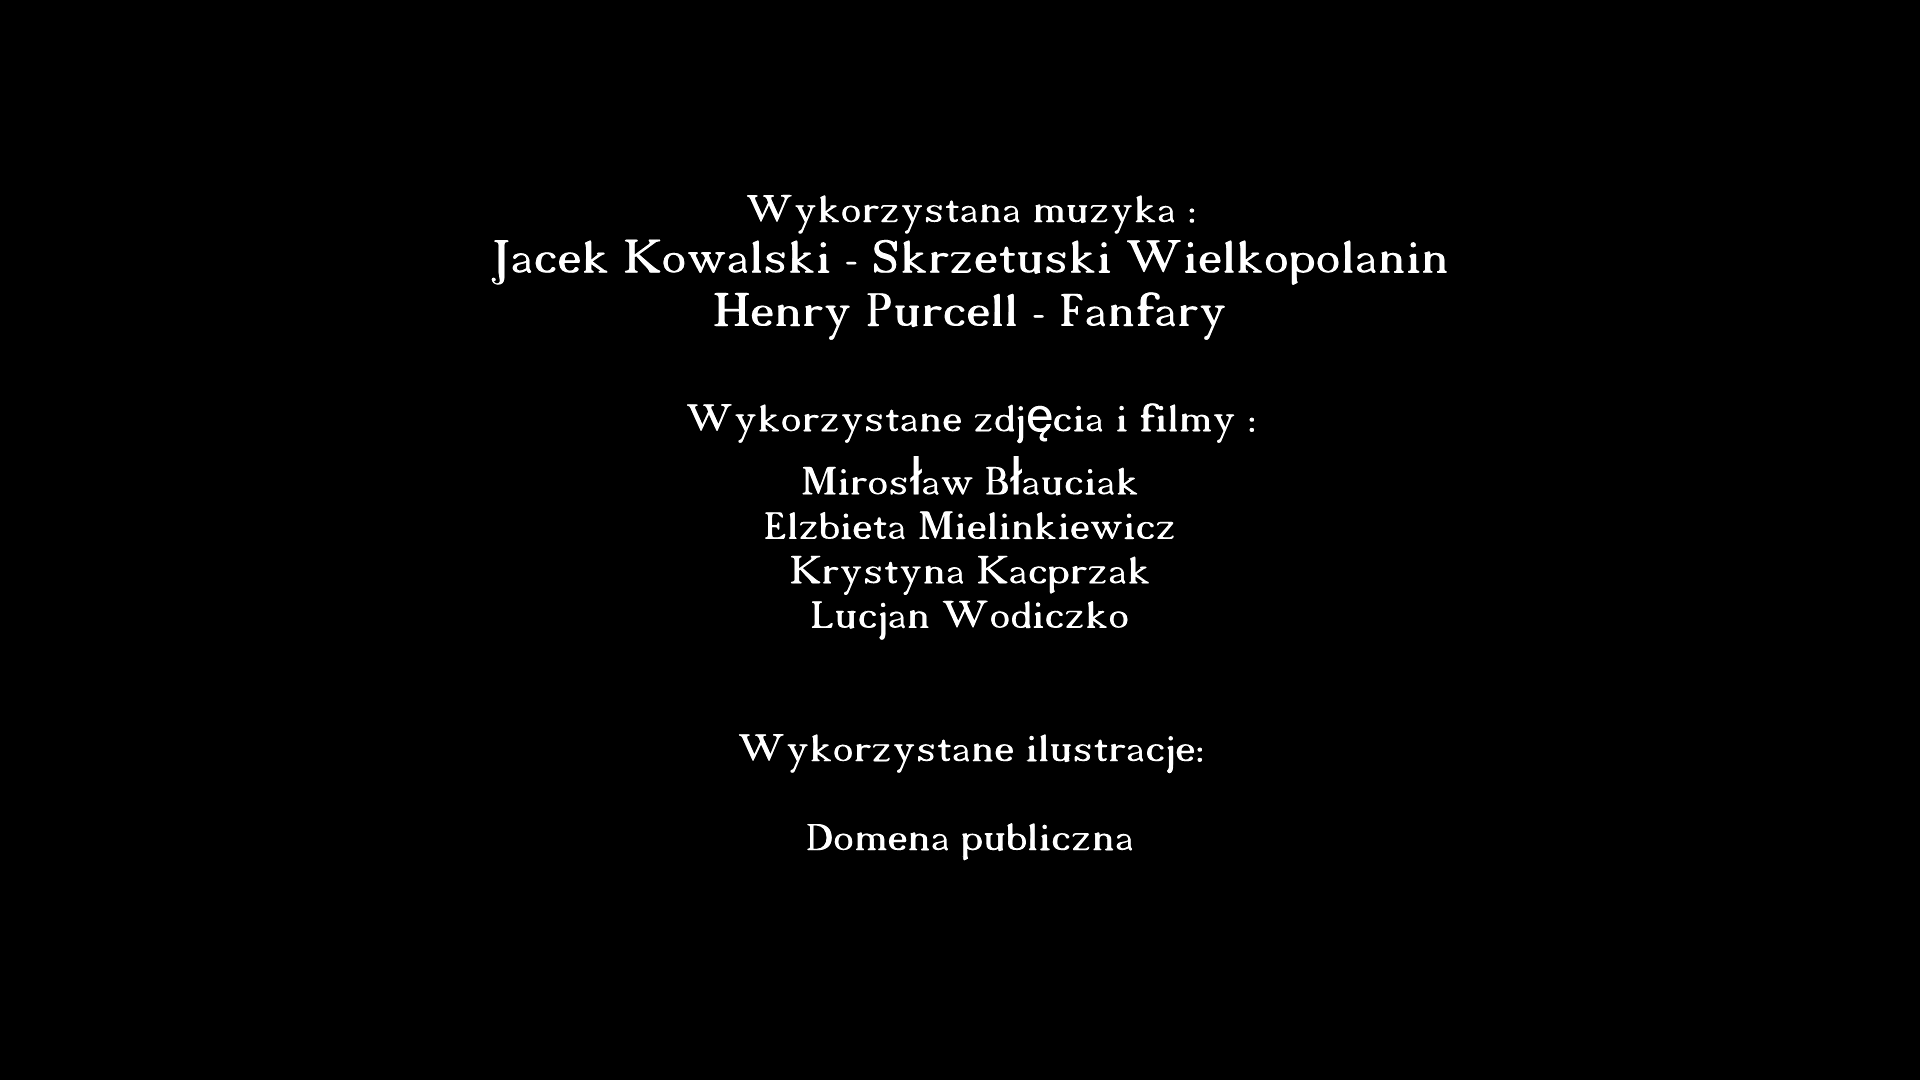 Wykorzystana muzyka :
Jacek Kowalski - Skrzetuski Wielkopolanin
Henry Purcell - Fanfary
Wykorzystane zdjęcia i filmy :
Mirosław Błauciak
Elzbieta Mielinkiewicz
Krystyna Kacprzak
Lucjan Wodiczko
Wykorzystane ilustracje:
Domena publiczna